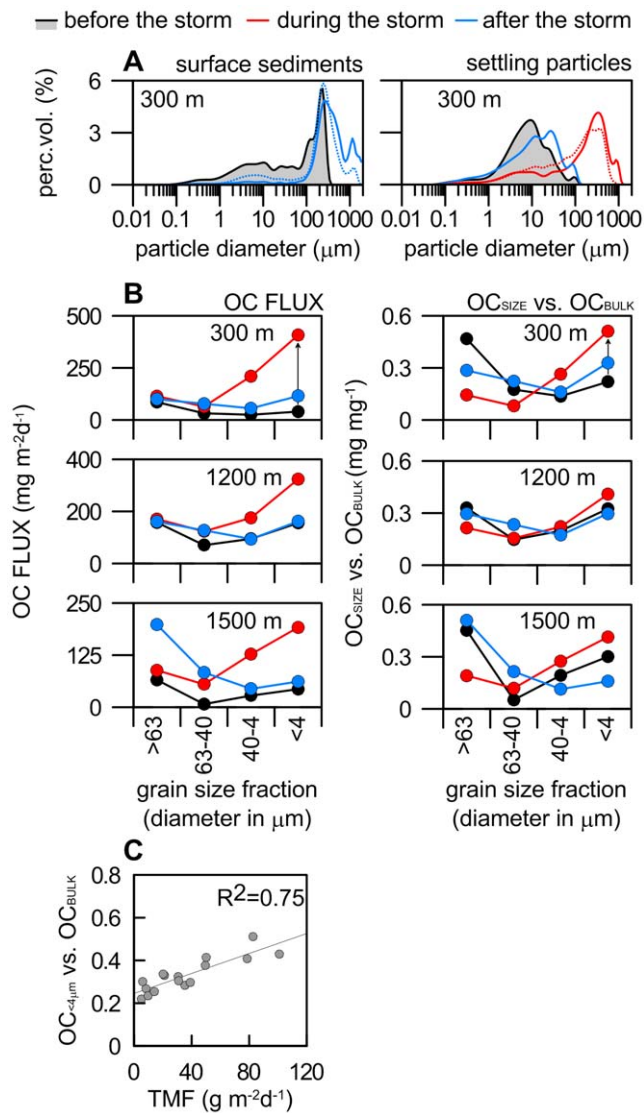 before the storm during the storm after the storm
A surface sediments settling particles
perc.vol. (%)
6
3
0
300 m 300 m
0.01 0.1 1 10 100 1000 0.01 0.1 1 10 100 1000
particle diameter (μm) particle diameter (μm)
B OC FLUX OCSIZE vs. OCBULK
OC FLUX (mg m-2d-1)
OCSIZE vs. OCBULK (mg mg-1)
500 300 m 0.6 300 m
250 0.3
0 0
400 1200 m 0.6 1200 m
200 0.3
0 0
250 1500 m 0.6 1500 m
125 0.3
0 0
>63 63-40 40-4 <4 >63 63-40 40-4 <4
grain size fraction grain size fraction
(diameter in μm) (diameter in μm)
C
OC<4μm vs. OCBULK
0.8 R2=0.75
0.6
0.4
0.2
0
0 40 80 120
TMF (g m-2d-1)